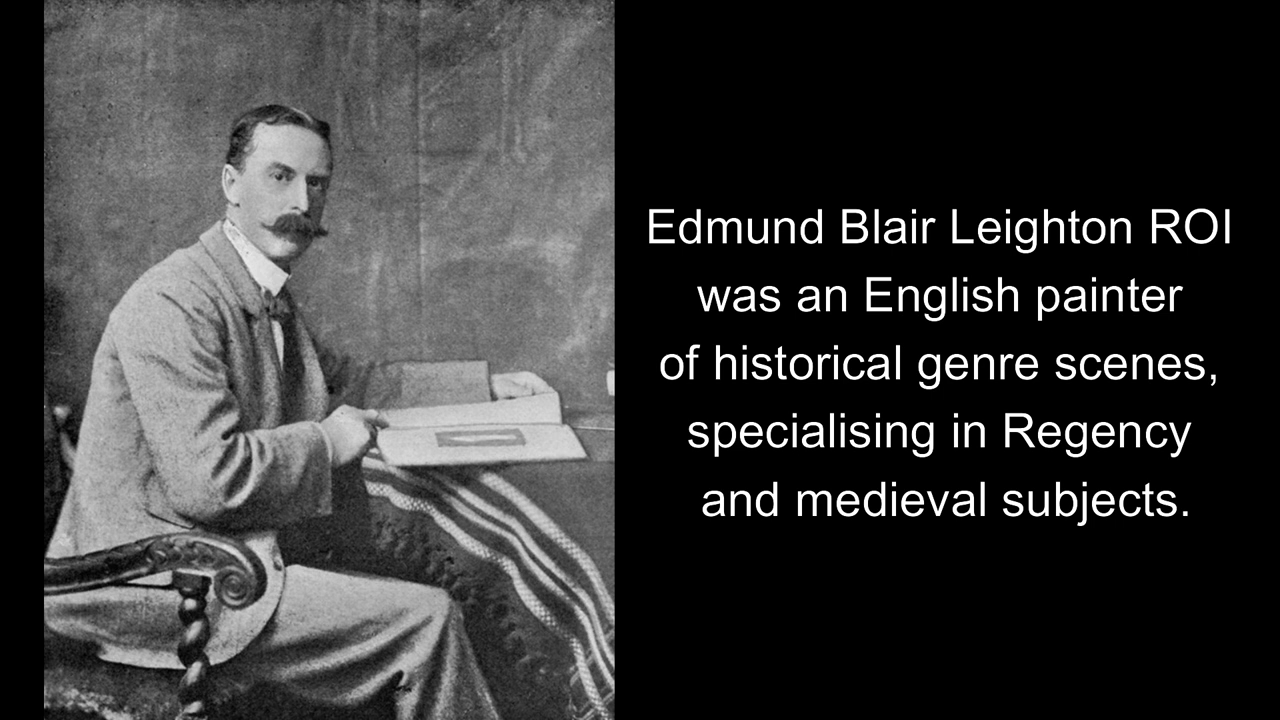 Edmund Blair Leighton ROI
was an English painter
of historical genre scenes,
specialising in Regency
and medieval subjects.